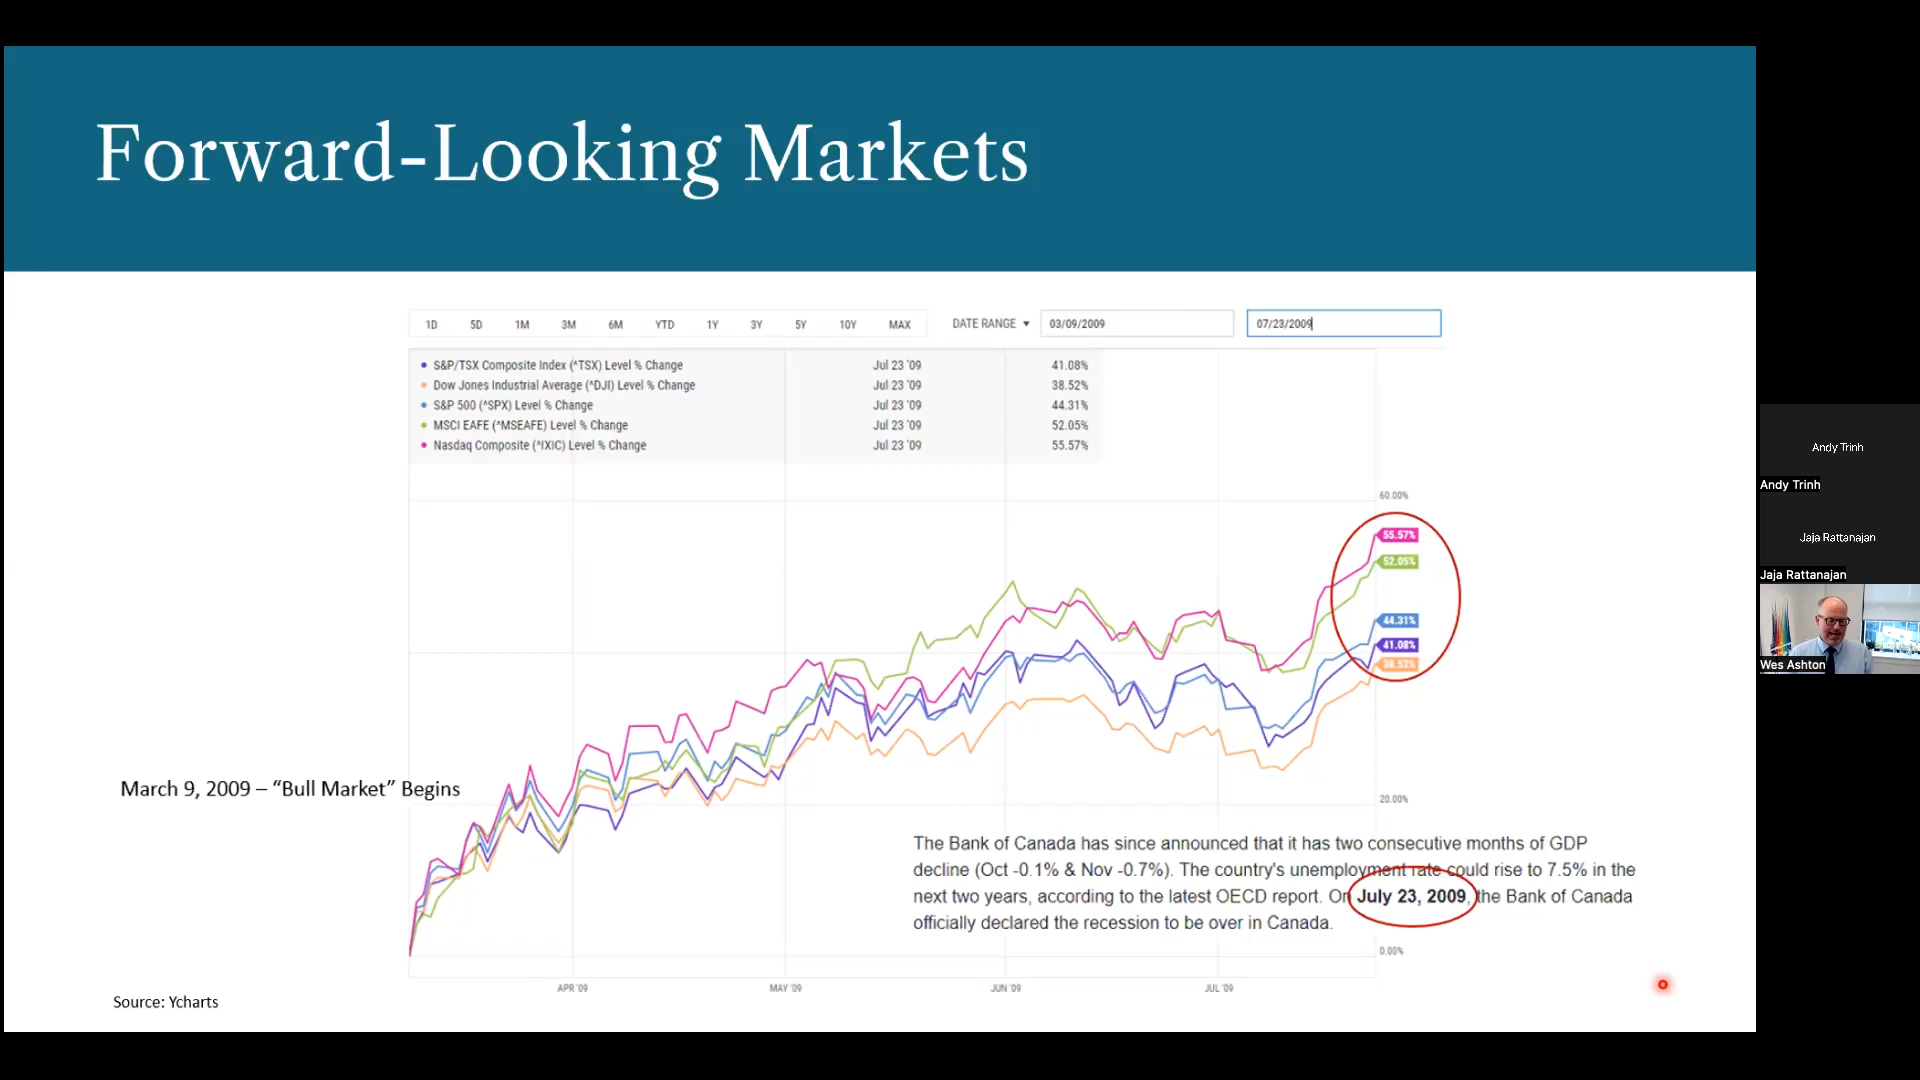 Forward-Looking Markets
1D 5D 1M 3M 6M YTD 1Y 3Y 5Y 10Y MAX DATE RANGE 03/09/2009 07/23/2009
S&P/TSX Composite Index (^TSX) Level % Change Jul 23 '09 41.08%
Dow Jones Industrial Average (^DJI) Level % Change Jul 23 '09 38.52%
S&P 500 (^SPX) Level % Change Jul 23 '09 44.31%
MSCI EAFE (^MSEAFE) Level % Change Jul 23 '09 52.05%
Nasdaq Composite (^IXIC) Level % Change Jul 23 '09 55.57%
60.00%
55.57%
52.05%
44.31%
41.08%
38.52%
20.00%
0.00%
March 9, 2009 – “Bull Market” Begins
The Bank of Canada has since announced that it has two consecutive months of GDP
decline (Oct -0.1% & Nov -0.7%). The country's unemployment rate could rise to 7.5% in the
next two years, according to the latest OECD report. On July 23, 2009, the Bank of Canada
officially declared the recession to be over in Canada.
APR '09 MAY '09 JUN '09 JUL '09
Source: Ycharts
Andy Trinh
Andy Trinh
Jaja Rattanajan
Jaja Rattanajan
Wes Ashton